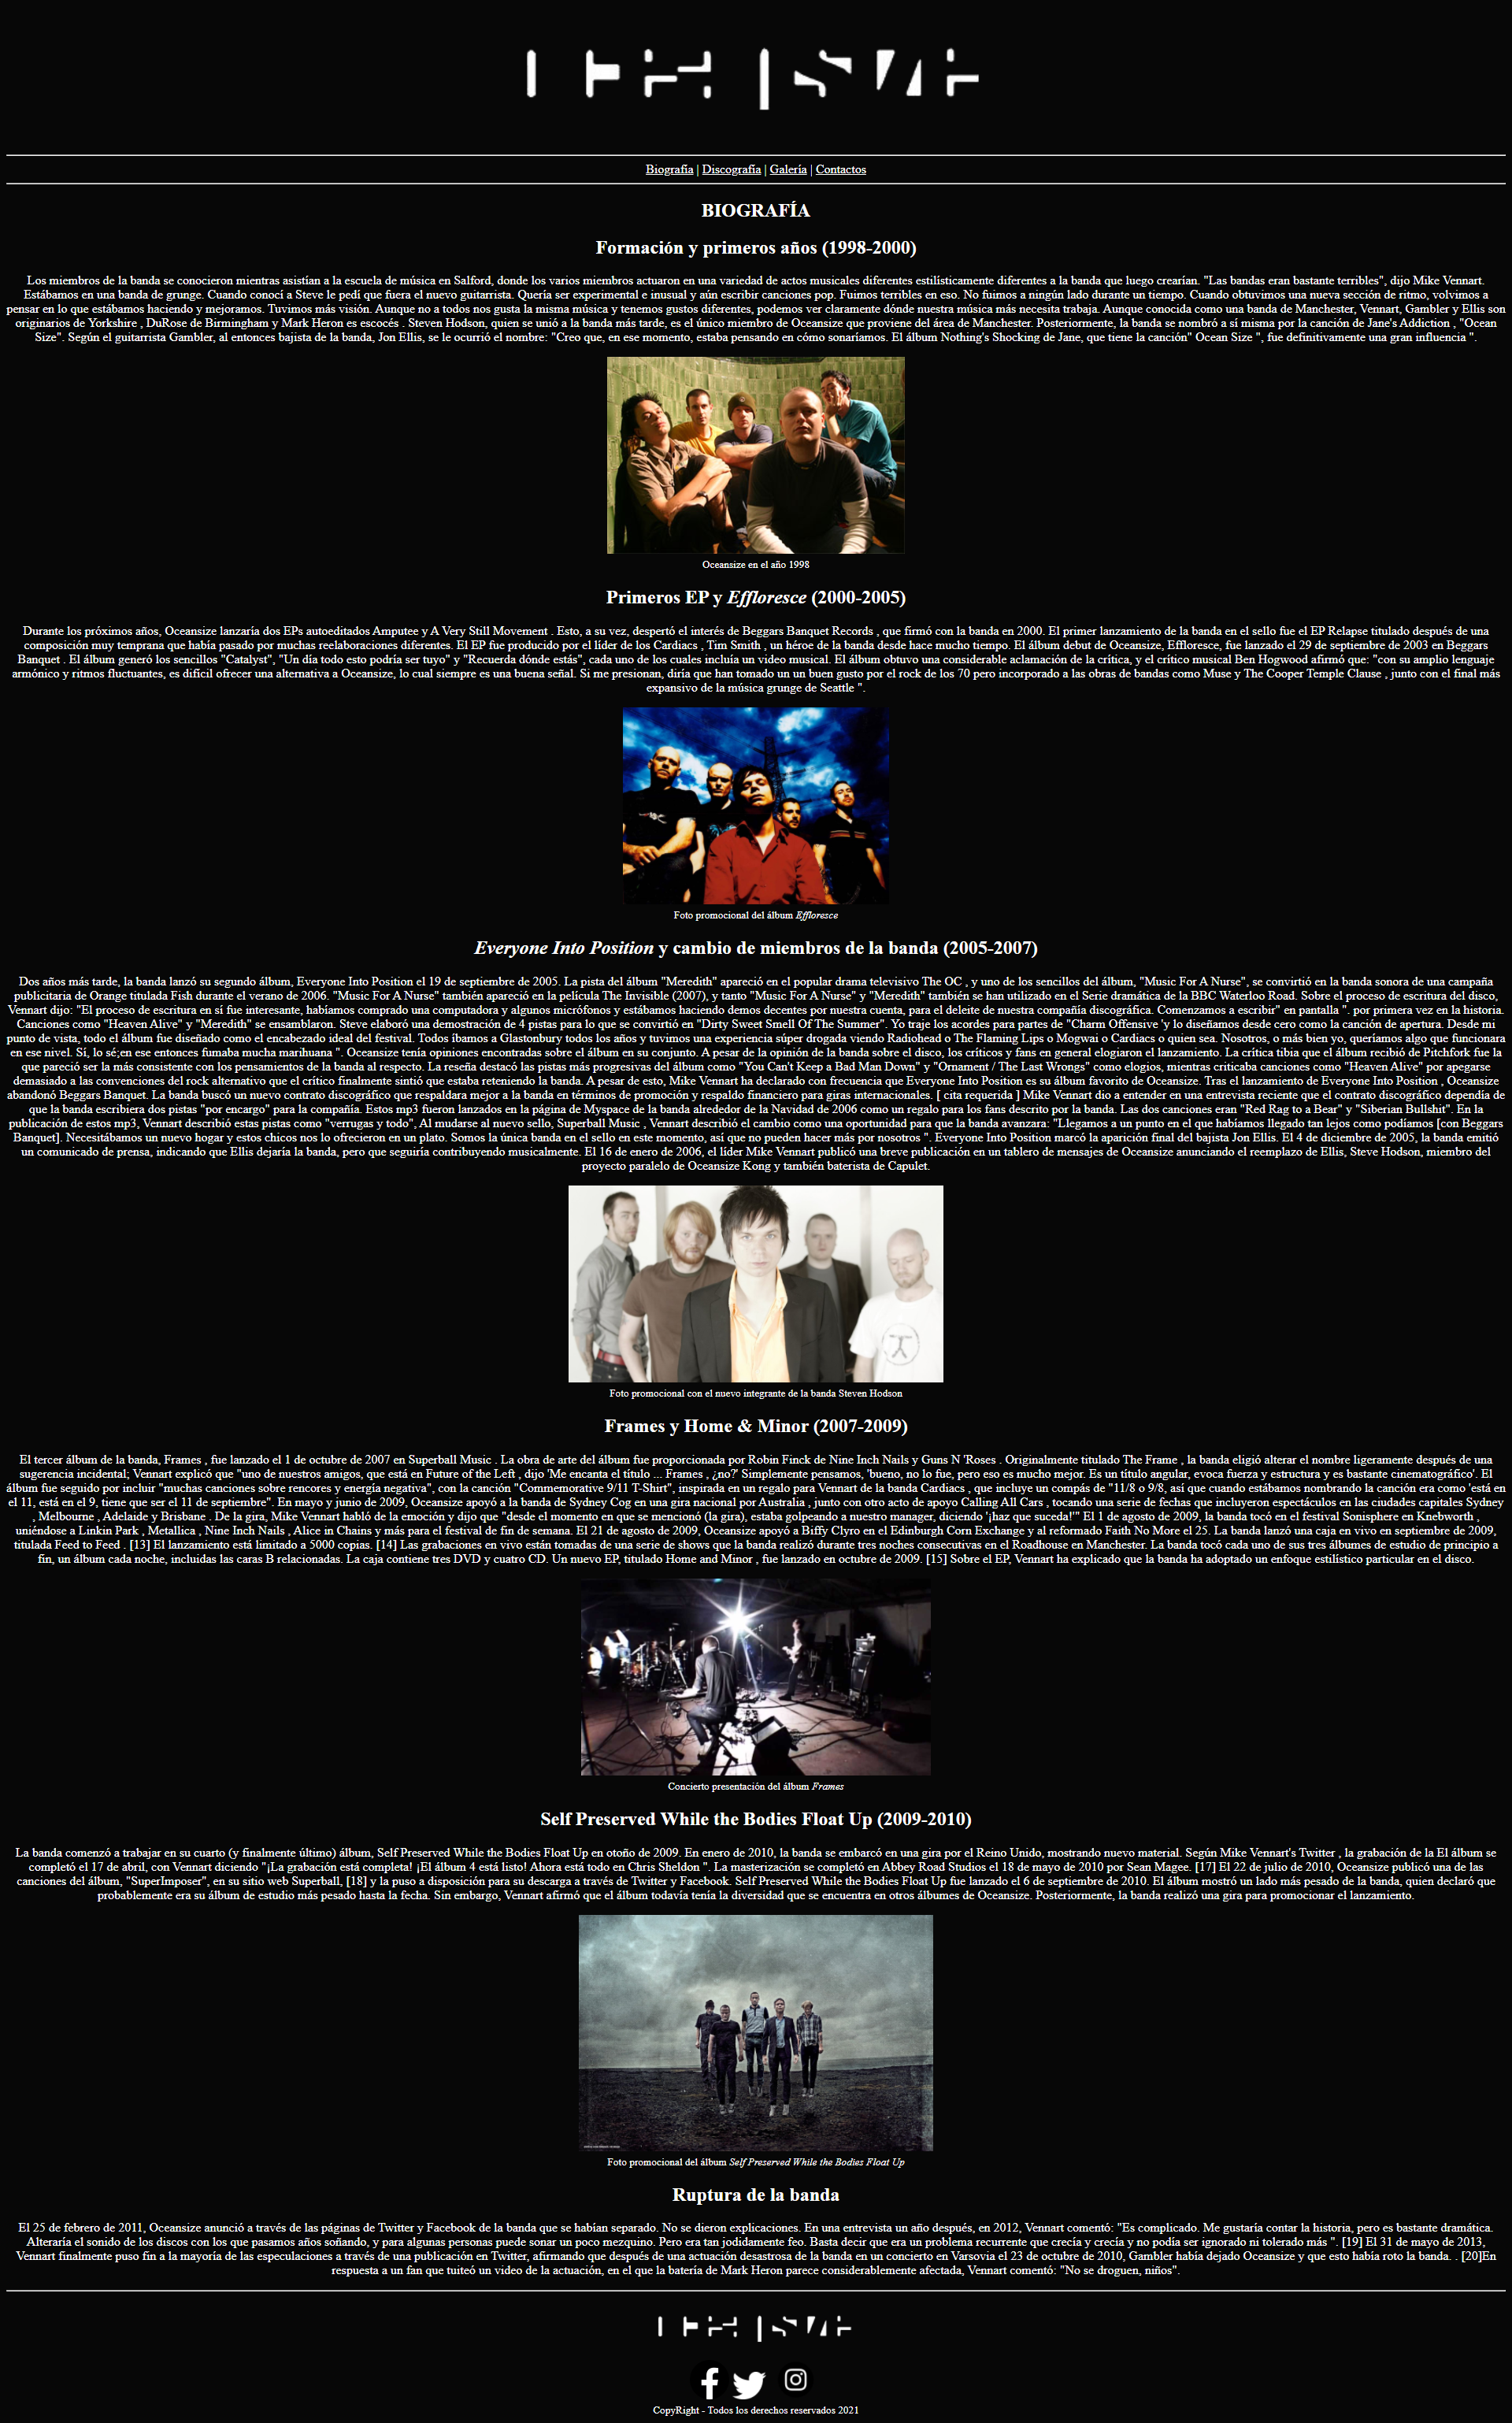 Biografía | Discografía | Galería | Contactos
BIOGRAFÍA
Formación y primeros años (1998-2000)
Los miembros de la banda se conocieron mientras asistían a la escuela de música en Salford, donde los varios miembros actuaron en una variedad de actos musicales diferentes estilísticamente diferentes a la banda que luego crearían. "Las bandas eran bastante terribles", dijo Mike Vennart.
Estábamos en una banda de grunge. Cuando conocí a Steve le pedí que fuera el nuevo guitarrista. Quería ser experimental e inusual y aún escribir canciones pop. Fuimos terribles en eso. No fuimos a ningún lado durante un tiempo. Cuando obtuvimos una nueva sección de ritmo, volvimos a
pensar en lo que estábamos haciendo y mejoramos. Tuvimos más visión. Aunque no a todos nos gusta la misma música y tenemos gustos diferentes, podemos ver claramente dónde nuestra música más necesita trabaja. Aunque conocida como una banda de Manchester, Vennart, Gambler y Ellis son
originarios de Yorkshire , DuRose de Birmingham y Mark Heron es escocés . Steven Hodson, quien se unió a la banda más tarde, es el único miembro de Oceansize que proviene del área de Manchester. Posteriormente, la banda se nombró a sí misma por la canción de Jane's Addiction , "Ocean
Size". Según el guitarrista Gambler, al entonces bajista de la banda, Jon Ellis, se le ocurrió el nombre: "Creo que, en ese momento, estaba pensando en cómo sonaríamos. El álbum Nothing's Shocking de Jane, que tiene la canción" Ocean Size ", fue definitivamente una gran influencia ".
Oceansize en el año 1998
Primeros EP y Effloresce (2000-2005)
Durante los próximos años, Oceansize lanzaría dos EPs autoeditados Amputee y A Very Still Movement . Esto, a su vez, despertó el interés de Beggars Banquet Records , que firmó con la banda en 2000. El primer lanzamiento de la banda en el sello fue el EP Relapse titulado después de una
composición muy temprana que había pasado por muchas reelaboraciones diferentes. El EP fue producido por el líder de los Cardiacs , Tim Smith , un héroe de la banda desde hace mucho tiempo. El álbum debut de Oceansize, Effloresce, fue lanzado el 29 de septiembre de 2003 en Beggars
Banquet . El álbum generó los sencillos "Catalyst", "Un día todo esto podría ser tuyo" y "Recuerda dónde estás", cada uno de los cuales incluía un video musical. El álbum obtuvo una considerable aclamación de la crítica, y el crítico musical Ben Hogwood afirmó que: "con su amplio lenguaje
armónico y ritmos fluctuantes, es difícil ofrecer una alternativa a Oceansize, lo cual siempre es una buena señal. Si me presionan, diría que han tomado un un buen gusto por el rock de los 70 pero incorporado a las obras de bandas como Muse y The Cooper Temple Clause , junto con el final más
expansivo de la música grunge de Seattle ".
Foto promocional del álbum Effloresce
Everyone Into Position y cambio de miembros de la banda (2005-2007)
Dos años más tarde, la banda lanzó su segundo álbum, Everyone Into Position el 19 de septiembre de 2005. La pista del álbum "Meredith" apareció en el popular drama televisivo The OC , y uno de los sencillos del álbum, "Music For A Nurse", se convirtió en la banda sonora de una campaña
publicitaria de Orange titulada Fish durante el verano de 2006. "Music For A Nurse" también apareció en la película The Invisible (2007), y tanto "Music For A Nurse" y "Meredith" también se han utilizado en el Serie dramática de la BBC Waterloo Road. Sobre el proceso de escritura del disco,
Vennart dijo: "El proceso de escritura en sí fue interesante, habíamos comprado una computadora y algunos micrófonos y estábamos haciendo demos decentes por nuestra cuenta, para el deleite de nuestra compañía discográfica. Comenzamos a escribir" en pantalla ". por primera vez en la historia.
Canciones como "Heaven Alive" y "Meredith" se ensamblaron. Steve elaboró una demostración de 4 pistas para lo que se convirtió en "Dirty Sweet Smell Of The Summer". Yo traje los acordes para partes de "Charm Offensive 'y lo diseñamos desde cero como la canción de apertura. Desde mi
punto de vista, todo el álbum fue diseñado como el encabezado ideal del festival. Todos íbamos a Glastonbury todos los años y tuvimos una experiencia súper drogada viendo Radiohead o The Flaming Lips o Mogwai o Cardiacs o quien sea. Nosotros, o más bien yo, queríamos algo que funcionara
en ese nivel. Sí, lo sé;en ese entonces fumaba mucha marihuana ". Oceansize tenía opiniones encontradas sobre el álbum en su conjunto. A pesar de la opinión de la banda sobre el disco, los críticos y fans en general elogiaron el lanzamiento. La crítica tibia que el álbum recibió de Pitchfork fue la
que pareció ser la más consistente con los pensamientos de la banda al respecto. La reseña destacó las pistas más progresivas del álbum como "You Can't Keep a Bad Man Down" y "Ornament / The Last Wrongs" como elogios, mientras criticaba canciones como "Heaven Alive" por apegarse
demasiado a las convenciones del rock alternativo que el crítico finalmente sintió que estaba reteniendo la banda. A pesar de esto, Mike Vennart ha declarado con frecuencia que Everyone Into Position es su álbum favorito de Oceansize. Tras el lanzamiento de Everyone Into Position , Oceansize
abandonó Beggars Banquet. La banda buscó un nuevo contrato discográfico que respaldara mejor a la banda en términos de promoción y respaldo financiero para giras internacionales. [ cita requerida ] Mike Vennart dio a entender en una entrevista reciente que el contrato discográfico dependía de
que la banda escribiera dos pistas "por encargo" para la compañía. Estos mp3 fueron lanzados en la página de Myspace de la banda alrededor de la Navidad de 2006 como un regalo para los fans descrito por la banda. Las dos canciones eran "Red Rag to a Bear" y "Siberian Bullshit". En la
publicación de estos mp3, Vennart describió estas pistas como "verrugas y todo", Al mudarse al nuevo sello, Superball Music , Vennart describió el cambio como una oportunidad para que la banda avanzara: "Llegamos a un punto en el que habíamos llegado tan lejos como podíamos [con Beggars
Banquet]. Necesitábamos un nuevo hogar y estos chicos nos lo ofrecieron en un plato. Somos la única banda en el sello en este momento, así que no pueden hacer más por nosotros ". Everyone Into Position marcó la aparición final del bajista Jon Ellis. El 4 de diciembre de 2005, la banda emitió
un comunicado de prensa, indicando que Ellis dejaría la banda, pero que seguiría contribuyendo musicalmente. El 16 de enero de 2006, el líder Mike Vennart publicó una breve publicación en un tablero de mensajes de Oceansize anunciando el reemplazo de Ellis, Steve Hodson, miembro del
proyecto paralelo de Oceansize Kong y también baterista de Capulet.
Foto promocional con el nuevo integrante de la banda Steven Hodson
Frames y Home & Minor (2007-2009)
El tercer álbum de la banda, Frames , fue lanzado el 1 de octubre de 2007 en Superball Music . La obra de arte del álbum fue proporcionada por Robin Finck de Nine Inch Nails y Guns N 'Roses . Originalmente titulado The Frame , la banda eligió alterar el nombre ligeramente después de una
sugerencia incidental; Vennart explicó que "uno de nuestros amigos, que está en Future of the Left , dijo 'Me encanta el título ... Frames , ¿no?' Simplemente pensamos, 'bueno, no lo fue, pero eso es mucho mejor. Es un título angular, evoca fuerza y estructura y es bastante cinematográfico'. El
álbum fue seguido por incluir "muchas canciones sobre rencores y energía negativa", con la canción "Commemorative 9/11 T-Shirt", inspirada en un regalo para Vennart de la banda Cardiacs , que incluye un compás de "11/8 o 9/8, así que cuando estábamos nombrando la canción era como 'está en
el 11, está en el 9, tiene que ser el 11 de septiembre". En mayo y junio de 2009, Oceansize apoyó a la banda de Sydney Cog en una gira nacional por Australia , junto con otro acto de apoyo Calling All Cars , tocando una serie de fechas que incluyeron espectáculos en las ciudades capitales Sydney
, Melbourne , Adelaide y Brisbane . De la gira, Mike Vennart habló de la emoción y dijo que "desde el momento en que se mencionó (la gira), estaba golpeando a nuestro manager, diciendo '¡haz que suceda!'" El 1 de agosto de 2009, la banda tocó en el festival Sonisphere en Knebworth ,
uniéndose a Linkin Park , Metallica , Nine Inch Nails , Alice in Chains y más para el festival de fin de semana. El 21 de agosto de 2009, Oceansize apoyó a Biffy Clyro en el Edinburgh Corn Exchange y al reformado Faith No More el 25. La banda lanzó una caja en vivo en septiembre de 2009,
titulada Feed to Feed . [13] El lanzamiento está limitado a 5000 copias. [14] Las grabaciones en vivo están tomadas de una serie de shows que la banda realizó durante tres noches consecutivas en el Roadhouse en Manchester. La banda tocó cada uno de sus tres álbumes de estudio de principio a
fin, un álbum cada noche, incluidas las caras B relacionadas. La caja contiene tres DVD y cuatro CD. Un nuevo EP, titulado Home and Minor , fue lanzado en octubre de 2009. [15] Sobre el EP, Vennart ha explicado que la banda ha adoptado un enfoque estilístico particular en el disco.
Concierto presentación del álbum Frames
Self Preserved While the Bodies Float Up (2009-2010)
La banda comenzó a trabajar en su cuarto (y finalmente último) álbum, Self Preserved While the Bodies Float Up en otoño de 2009. En enero de 2010, la banda se embarcó en una gira por el Reino Unido, mostrando nuevo material. Según Mike Vennart's Twitter , la grabación de la El álbum se
completó el 17 de abril, con Vennart diciendo "¡La grabación está completa! ¡El álbum 4 está listo! Ahora está todo en Chris Sheldon ". La masterización se completó en Abbey Road Studios el 18 de mayo de 2010 por Sean Magee. [17] El 22 de julio de 2010, Oceansize publicó una de las
canciones del álbum, "SuperImposer", en su sitio web Superball, [18] y la puso a disposición para su descarga a través de Twitter y Facebook. Self Preserved While the Bodies Float Up fue lanzado el 6 de septiembre de 2010. El álbum mostró un lado más pesado de la banda, quien declaró que
probablemente era su álbum de estudio más pesado hasta la fecha. Sin embargo, Vennart afirmó que el álbum todavía tenía la diversidad que se encuentra en otros álbumes de Oceansize. Posteriormente, la banda realizó una gira para promocionar el lanzamiento.
Foto promocional del álbum Self Preserved While the Bodies Float Up
Ruptura de la banda
El 25 de febrero de 2011, Oceansize anunció a través de las páginas de Twitter y Facebook de la banda que se habían separado. No se dieron explicaciones. En una entrevista un año después, en 2012, Vennart comentó: "Es complicado. Me gustaría contar la historia, pero es bastante dramática.
Alteraría el sonido de los discos con los que pasamos años soñando, y para algunas personas puede sonar un poco mezquino. Pero era tan jodidamente feo. Basta decir que era un problema recurrente que crecía y crecía y no podía ser ignorado ni tolerado más ". [19] El 31 de mayo de 2013,
Vennart finalmente puso fin a la mayoría de las especulaciones a través de una publicación en Twitter, afirmando que después de una actuación desastrosa de la banda en un concierto en Varsovia el 23 de octubre de 2010, Gambler había dejado Oceansize y que esto había roto la banda. . [20]En
respuesta a un fan que tuiteó un video de la actuación, en el que la batería de Mark Heron parece considerablemente afectada, Vennart comentó: "No se droguen, niños".
CopyRight - Todos los derechos reservados 2021